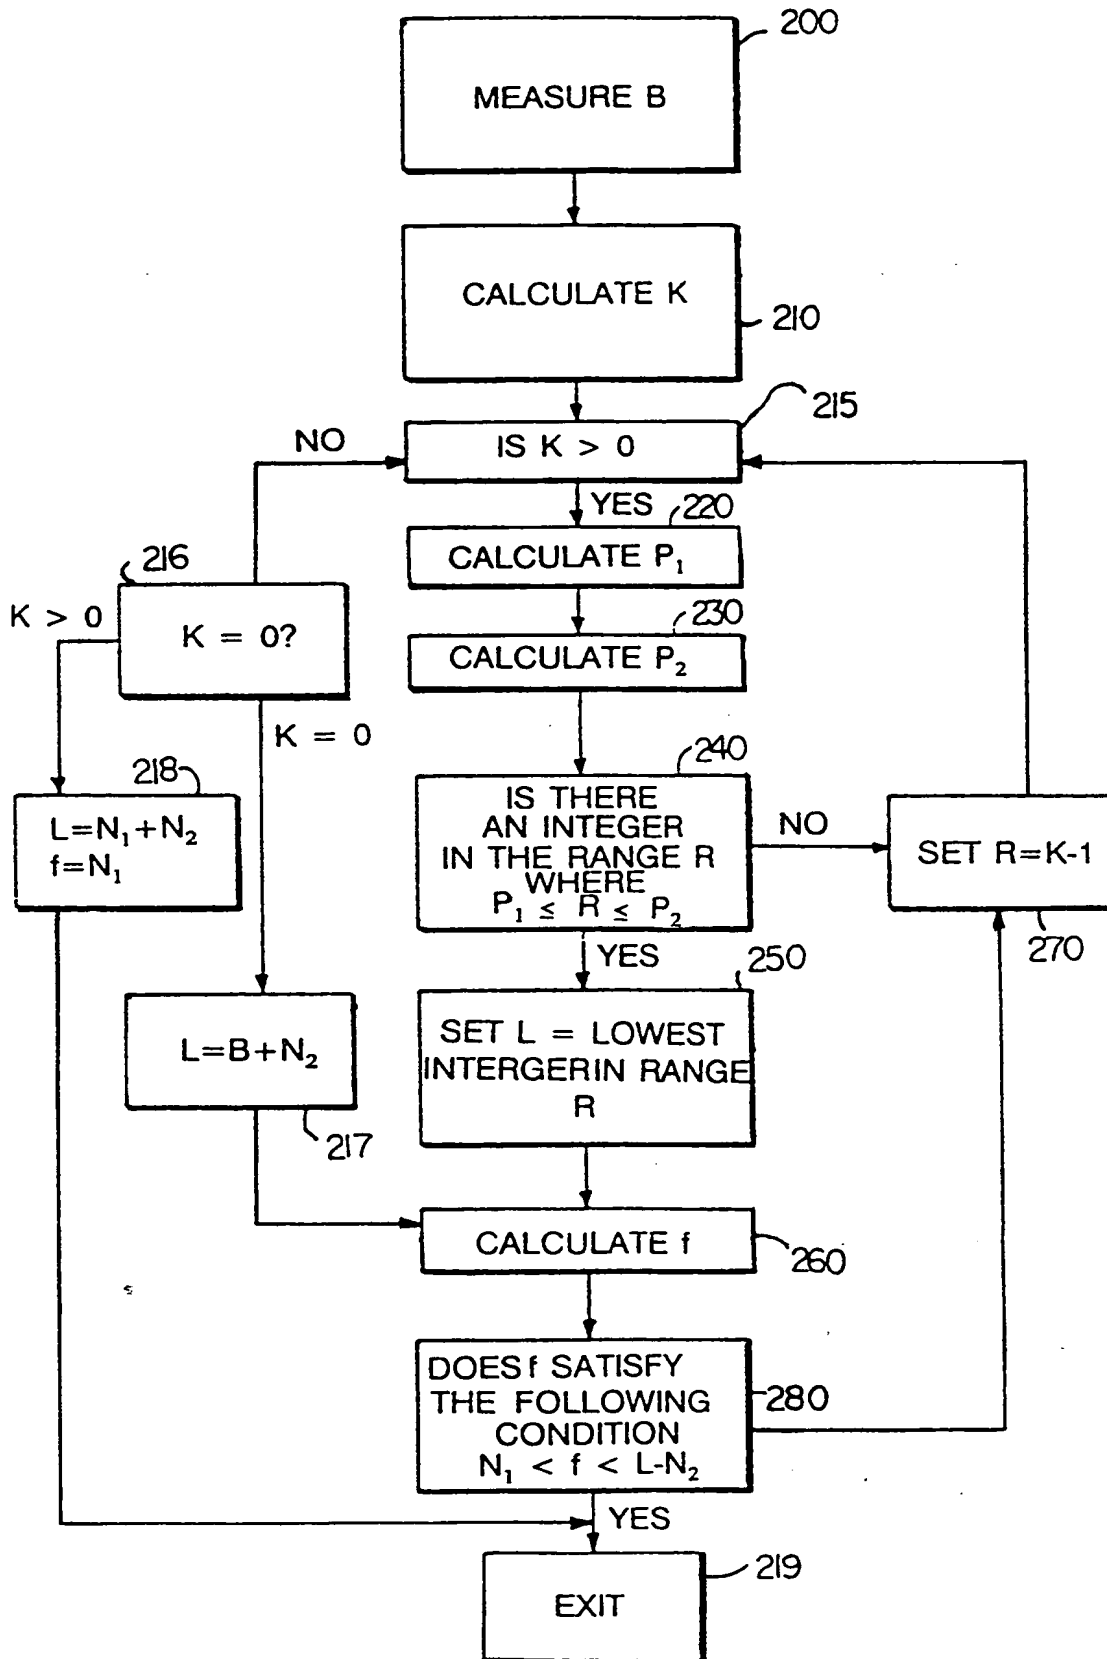 200
MEASURE B
CALCULATE K
210
215
NO
IS K > 0
YES
220
CALCULATE P₁
216
K > 0
K = 0?
230
CALCULATE P₂
K = 0
240
218
L=N₁+N₂
f=N₁
IS THERE
AN INTEGER
IN THE RANGE R
WHERE
P₁ ≤ R ≤ P₂
NO
SET R=K-1
270
YES
250
L=B+N₂
217
SET L = LOWEST
INTERGERIN RANGE
R
CALCULATE f
260
DOES f SATISFY
THE FOLLOWING
CONDITION
N₁ < f < L-N₂
280
YES
219
EXIT